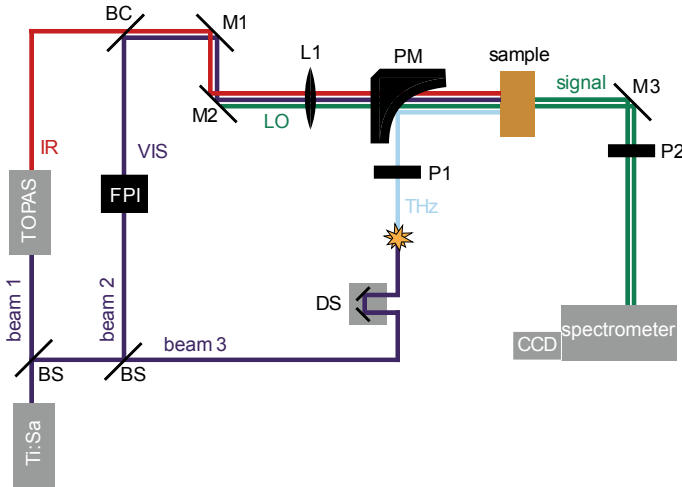 BC
M1
L1
PM
sample
signal
M3
M2
LO
IR
VIS
P2
P1
TOPAS
FPI
THz
DS
beam 1
beam 2
beam 3
spectrometer
CCD
BS
BS
Ti:Sa